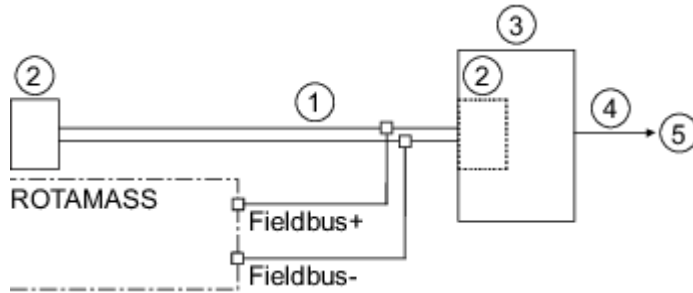 ③
② ② ④
①
⑤
ROTAMASS
Fieldbus+
Fieldbus-